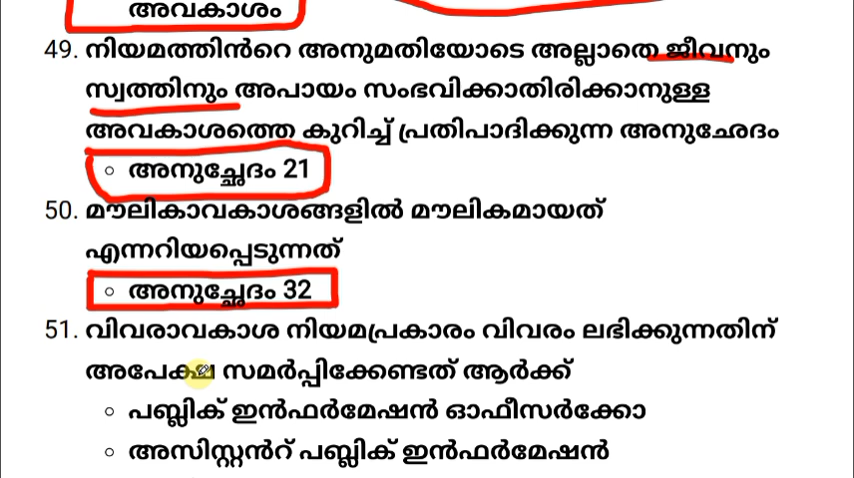 അവകാശം
49. നിയമത്തിൻറെ അനുമതിയോടെ അല്ലാതെ ജീവനും
സ്വത്തിനും അപായം സംഭവിക്കാതിരിക്കാനുള്ള
അവകാശത്തെ കുറിച്ച് പ്രതിപാദിക്കുന്ന അനുഛേദം
○ അനുച്ഛേദം 21
50. മൗലികാവകാശങ്ങളിൽ മൗലികമായത്
എന്നറിയപ്പെടുന്നത്
○ അനുച്ഛേദം 32
51. വിവരാവകാശ നിയമപ്രകാരം വിവരം ലഭിക്കുന്നതിന്
അപേക്ഷ സമർപ്പിക്കേണ്ടത് ആർക്ക്
○ പബ്ലിക് ഇൻഫർമേഷൻ ഓഫീസർക്കോ
○ അസിസ്റ്റൻറ് പബ്ലിക് ഇൻഫർമേഷൻ